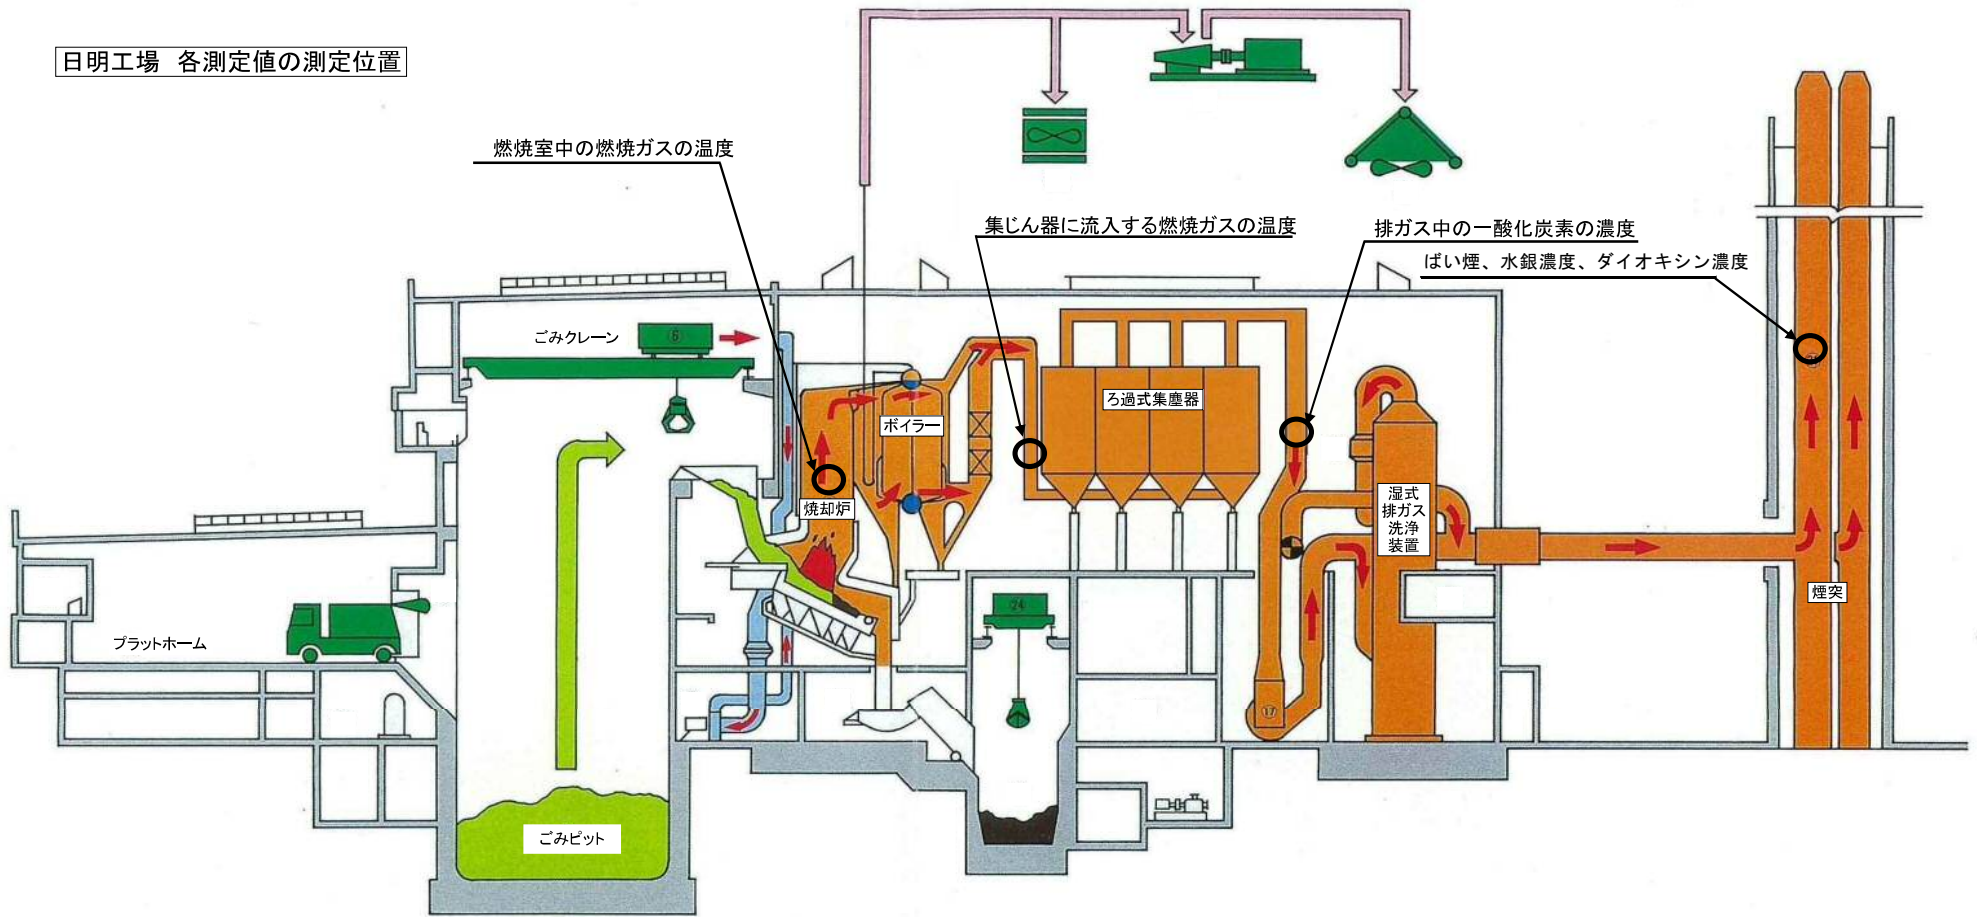 日明工場 各測定値の測定位置
燃焼室中の燃焼ガスの温度
集じん器に流入する燃焼ガスの温度
排ガス中の一酸化炭素の濃度
ばい煙、水銀濃度、ダイオキシン濃度
ごみクレーン
⑥
ろ過式集塵器
ボイラー
焼却炉
湿式
排ガス
洗浄
装置
煙突
㉔
プラットホーム
⑰
ごみピット